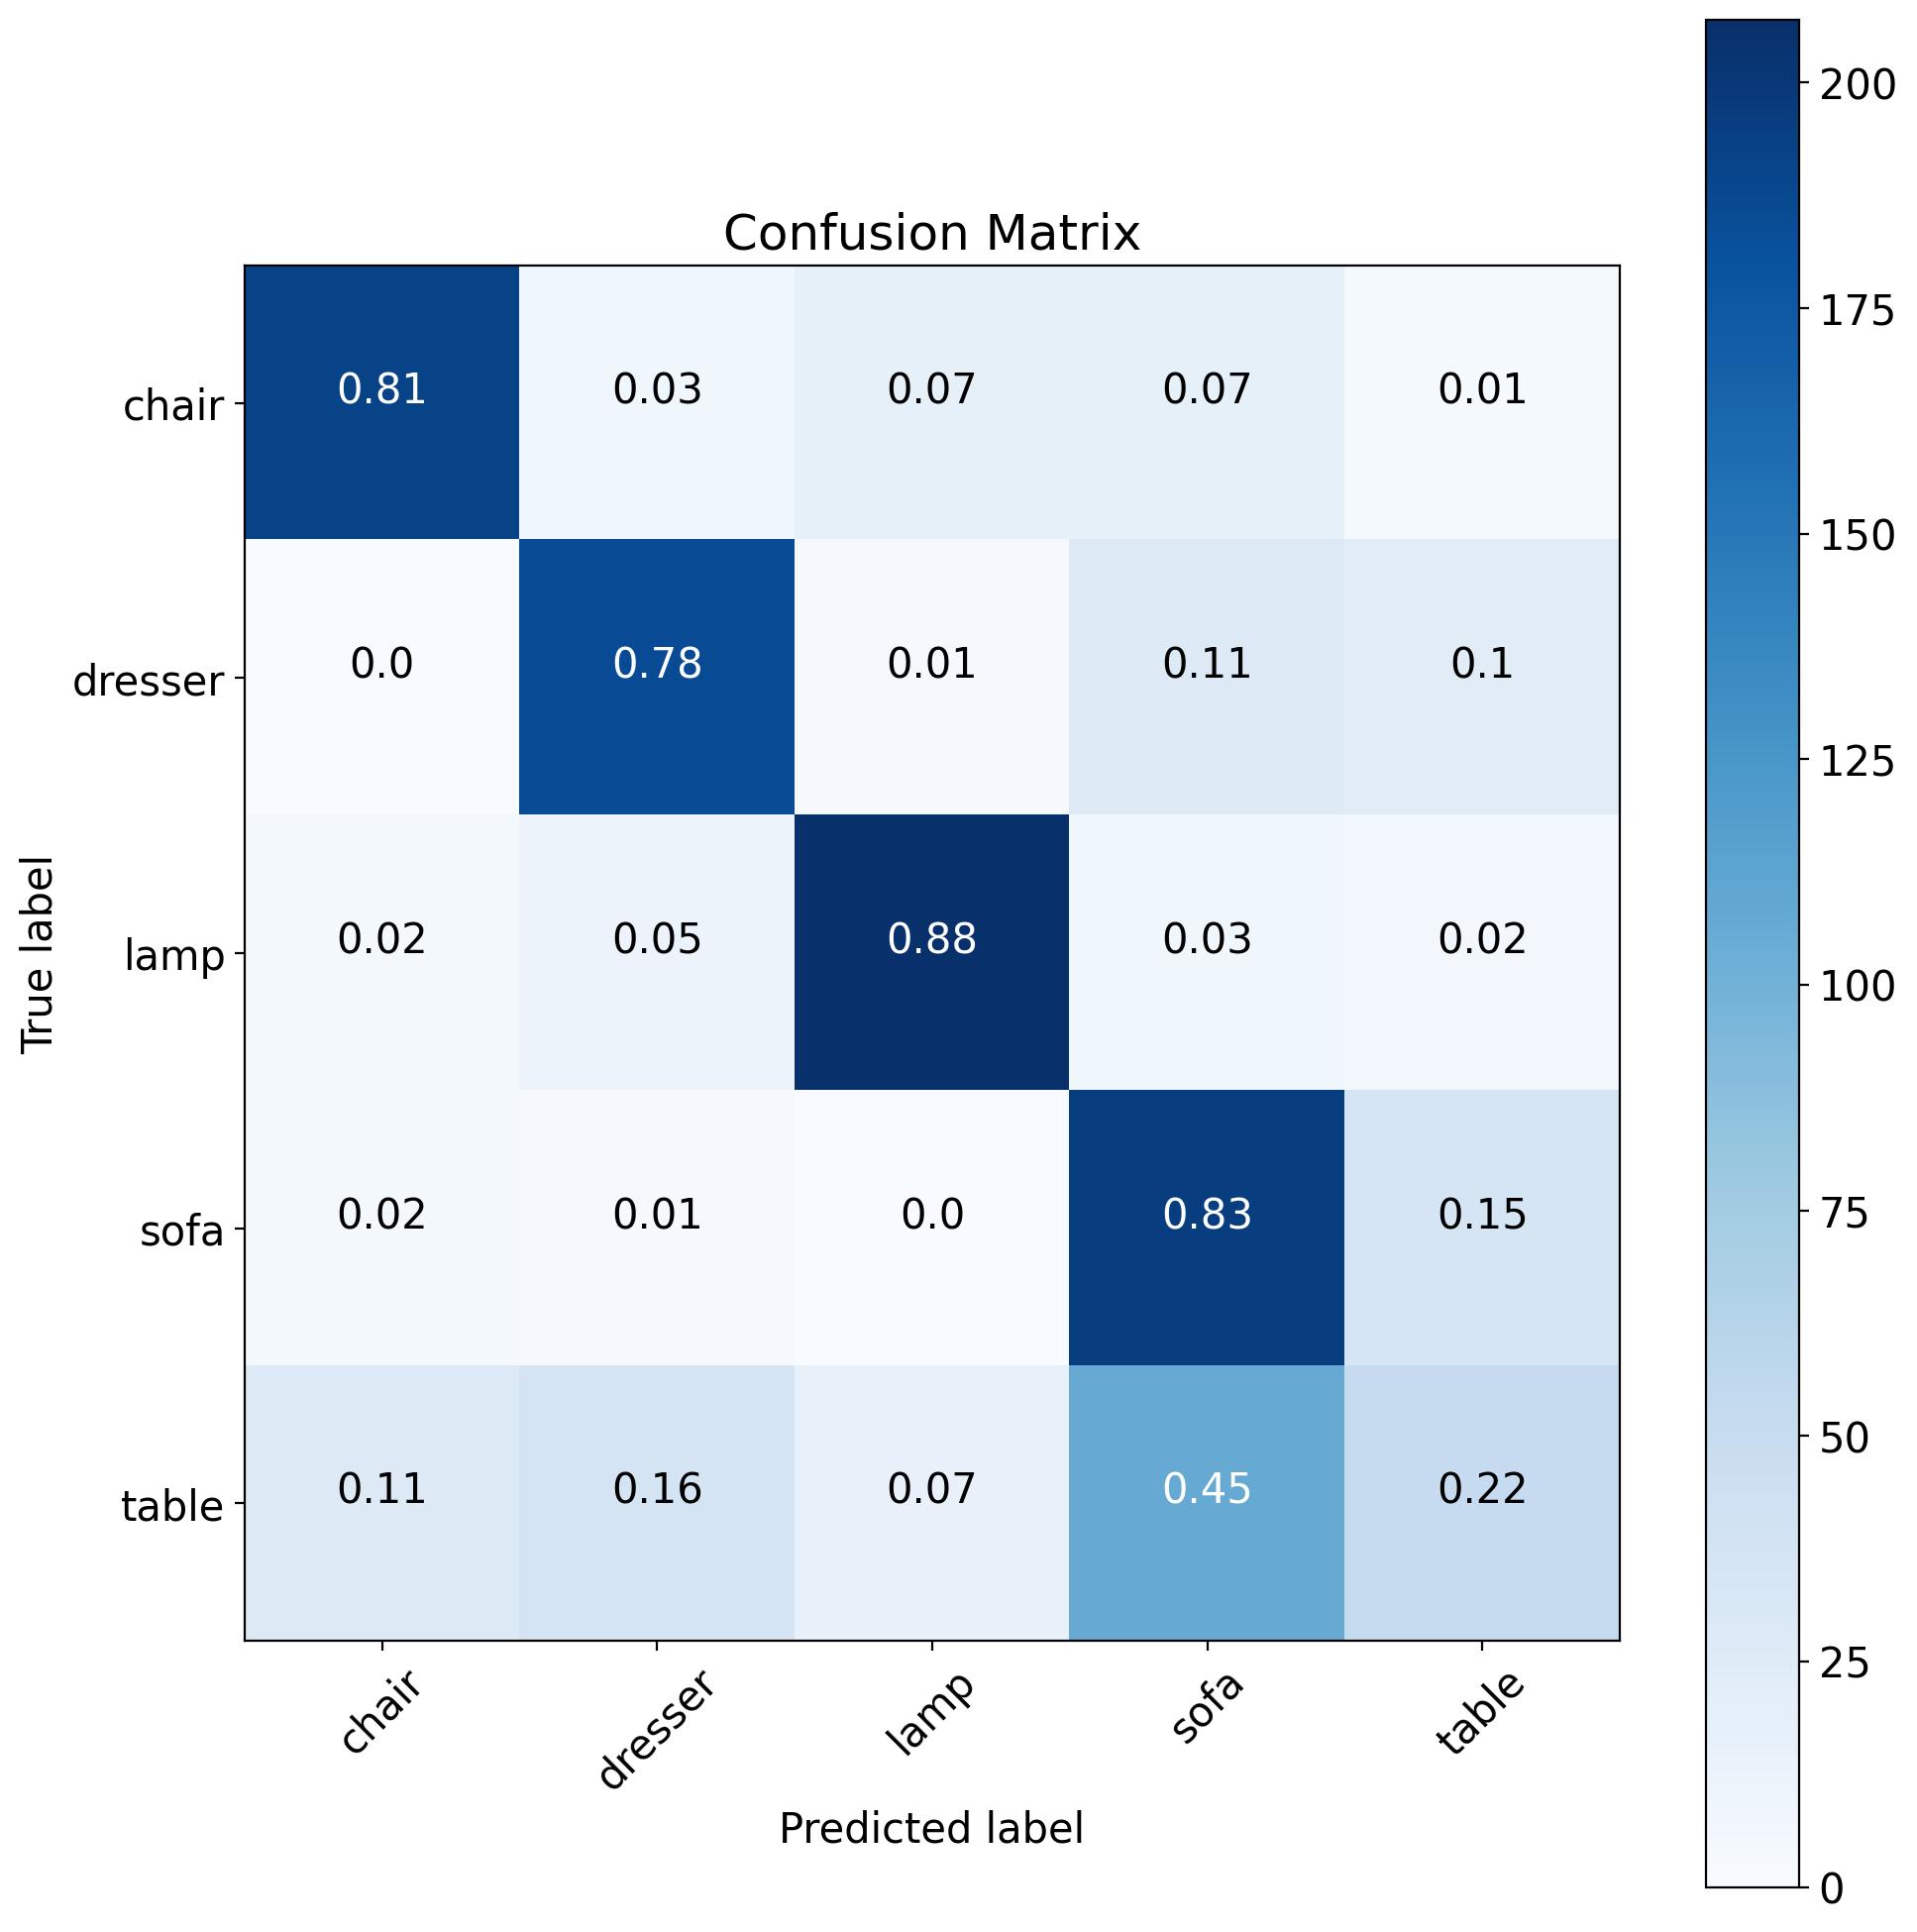 Confusion Matrix
True label
chair 0.81 0.03 0.07 0.07 0.01
dresser 0.0 0.78 0.01 0.11 0.1
lamp 0.02 0.05 0.88 0.03 0.02
sofa 0.02 0.01 0.0 0.83 0.15
table 0.11 0.16 0.07 0.45 0.22
chair dresser lamp sofa table
Predicted label
200
175
150
125
100
75
50
25
0